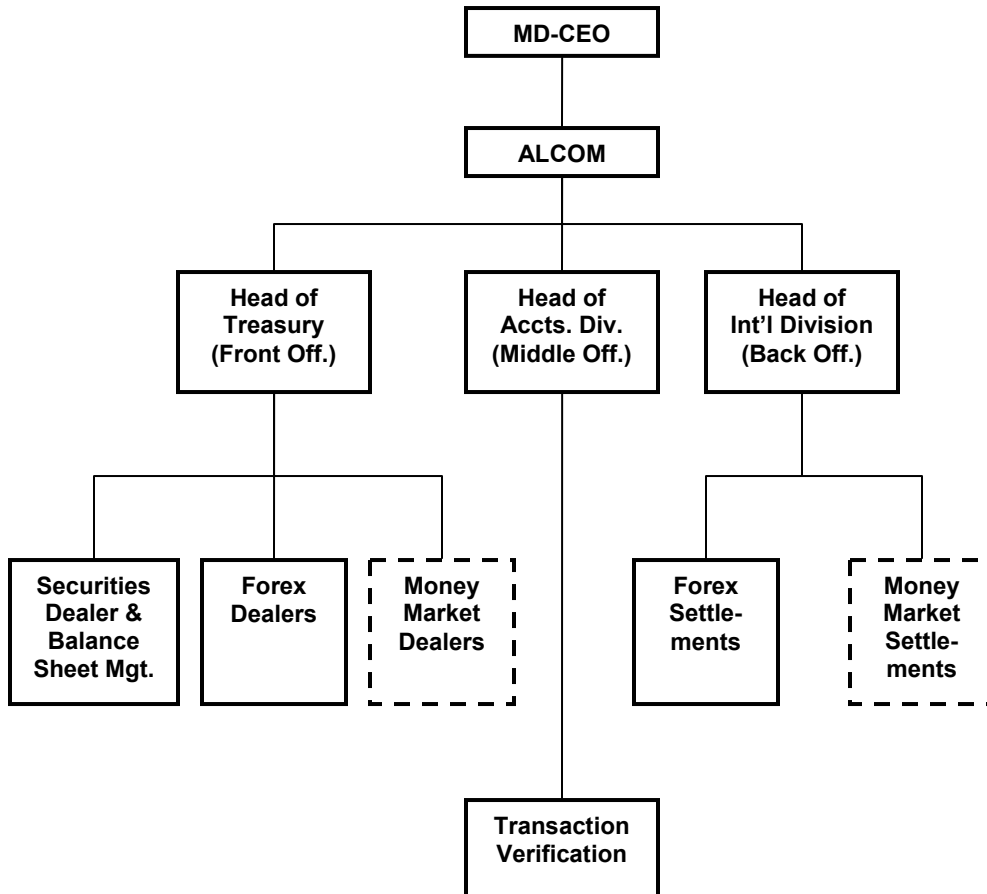 MD-CEO
ALCOM
Head of
Treasury
(Front Off.)
Head of
Accts. Div.
(Middle Off.)
Head of
Int’l Division
(Back Off.)
Securities
Dealer &
Balance
Sheet Mgt.
Forex
Dealers
Money
Market
Dealers
Forex
Settle-
ments
Money
Market
Settle-
ments
Transaction
Verification